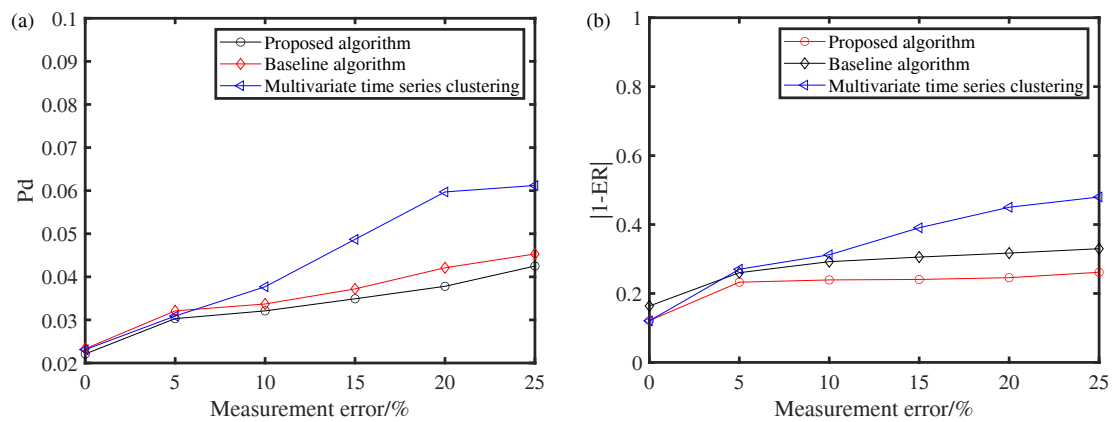 (a)
0.1
0.09
0.08
0.07
0.06
0.05
0.04
0.03
0.02
Pd
0 5 10 15 20 25
Measurement error/%
Proposed algorithm
Baseline algorithm
Multivariate time series clustering
(b)
1
0.8
0.6
0.4
0.2
0
|1-ER|
0 5 10 15 20 25
Measurement error/%
Proposed algorithm
Baseline algorithm
Multivariate time series clustering